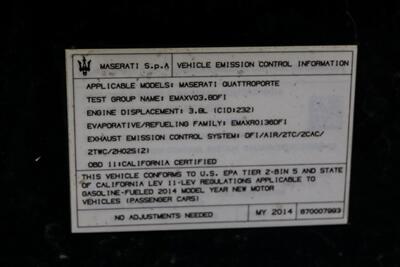 MASERATI S.p.A VEHICLE EMISSION CONTROL INFORMATION
APPLICABLE MODELS: MASERATI QUATTROPORTE
TEST GROUP NAME: EMAXV03.8DFI
ENGINE DISPLACEMENT: 3.8L (CID:232)
EVAPORATIVE/REFUELING FAMILY: EMAXR0136DFI
EXHAUST EMISSION CONTROL SYSTEM: DFI/AIR/2TC/2CAC/
2TWC/2HO2S(2)
OBD II:CALIFORNIA CERTIFIED
THIS VEHICLE CONFORMS TO U.S. EPA TIER 2-BIN 5 AND STATE
OF CALIFORNIA LEV II-LEV REGULATIONS APPLICABLE TO
GASOLINE-FUELED 2014 MODEL YEAR NEW MOTOR
VEHICLES (PASSENGER CARS)
NO ADJUSTMENTS NEEDED MY 2014 670007993